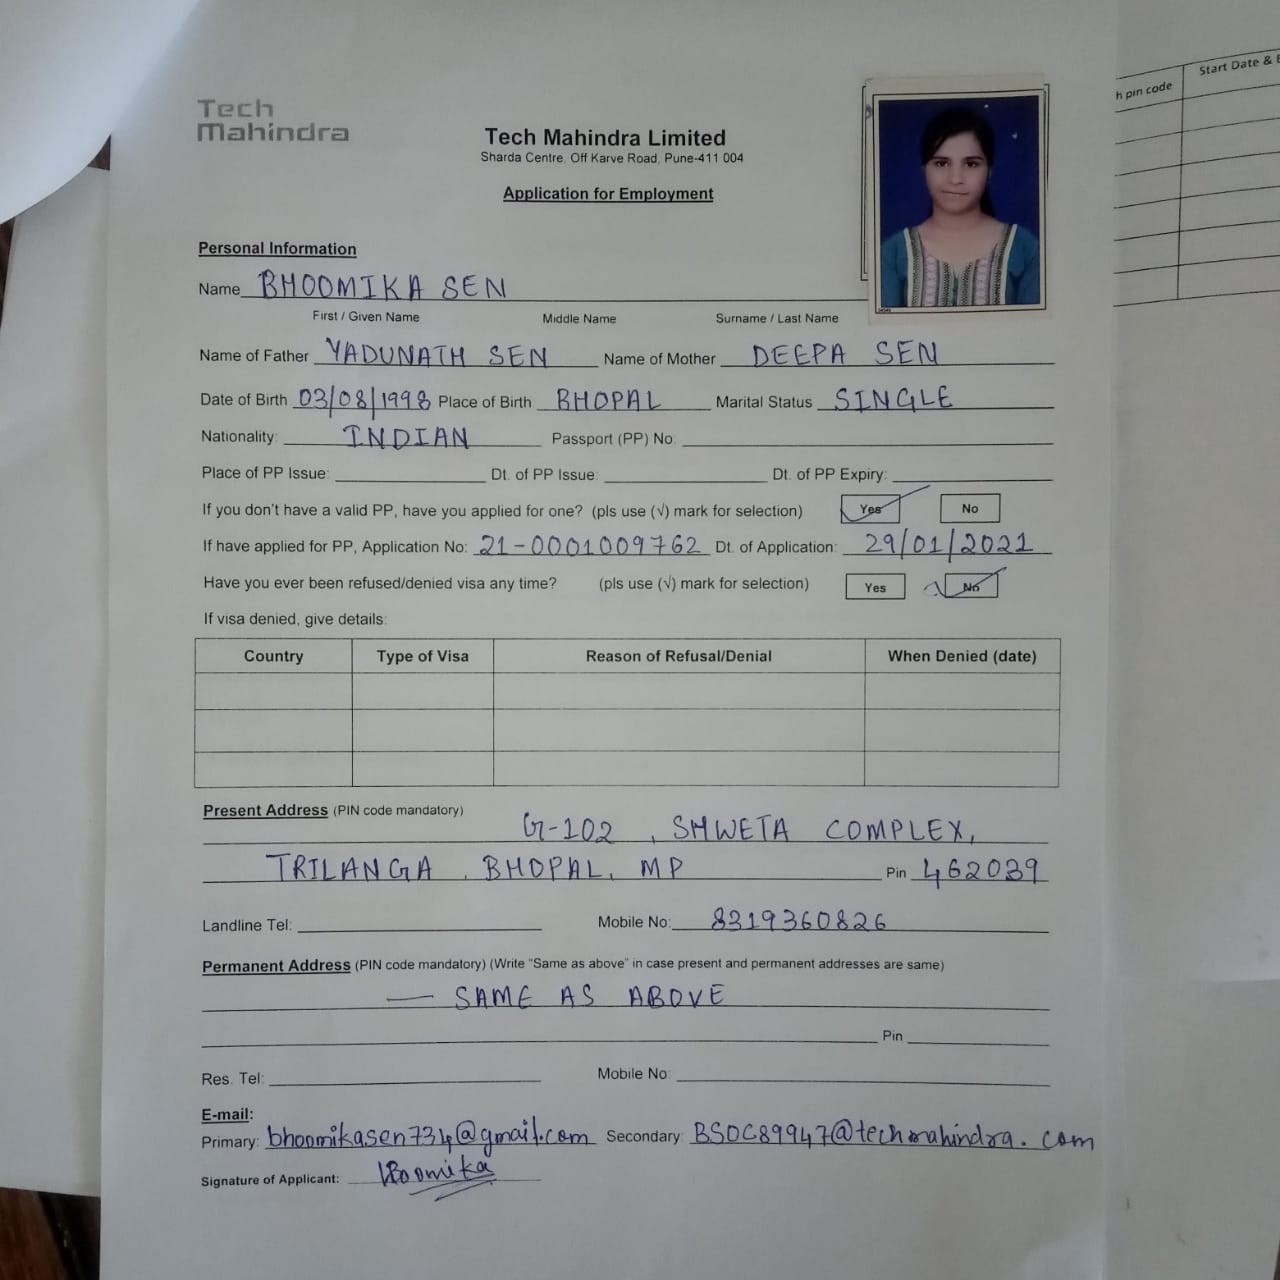 Tech
Mahindra
Tech Mahindra Limited
Sharda Centre, Off Karve Road, Pune-411 004
Application for Employment
h pin code Start Date &
Personal Information
Name BHOOMIKA SEN
First / Given Name Middle Name Surname / Last Name
Name of Father YADUNATH SEN Name of Mother DEEPA SEN
Date of Birth 03/08/1998 Place of Birth BHOPAL Marital Status SINGLE
Nationality: INDIAN Passport (PP) No:
Place of PP Issue: Dt. of PP Issue: Dt. of PP Expiry:
If you don't have a valid PP, have you applied for one? (pls use (√) mark for selection) Yes No
If have applied for PP, Application No: 21-0001009762 Dt. of Application: 29/01/2021
Have you ever been refused/denied visa any time? (pls use (√) mark for selection) Yes No
If visa denied, give details:
Country Type of Visa Reason of Refusal/Denial When Denied (date)
Present Address (PIN code mandatory)
G-102, SHWETA COMPLEX,
TRILANGA, BHOPAL, MP Pin 462039
Landline Tel: Mobile No: 8319360826
Permanent Address (PIN code mandatory) (Write "Same as above" in case present and permanent addresses are same)
— SAME AS ABOVE
Pin
Res. Tel: Mobile No:
E-mail:
Primary: bhoomikasen734@gmail.com Secondary: BS0C89947@techmahindra.com
Signature of Applicant: Bhoomika